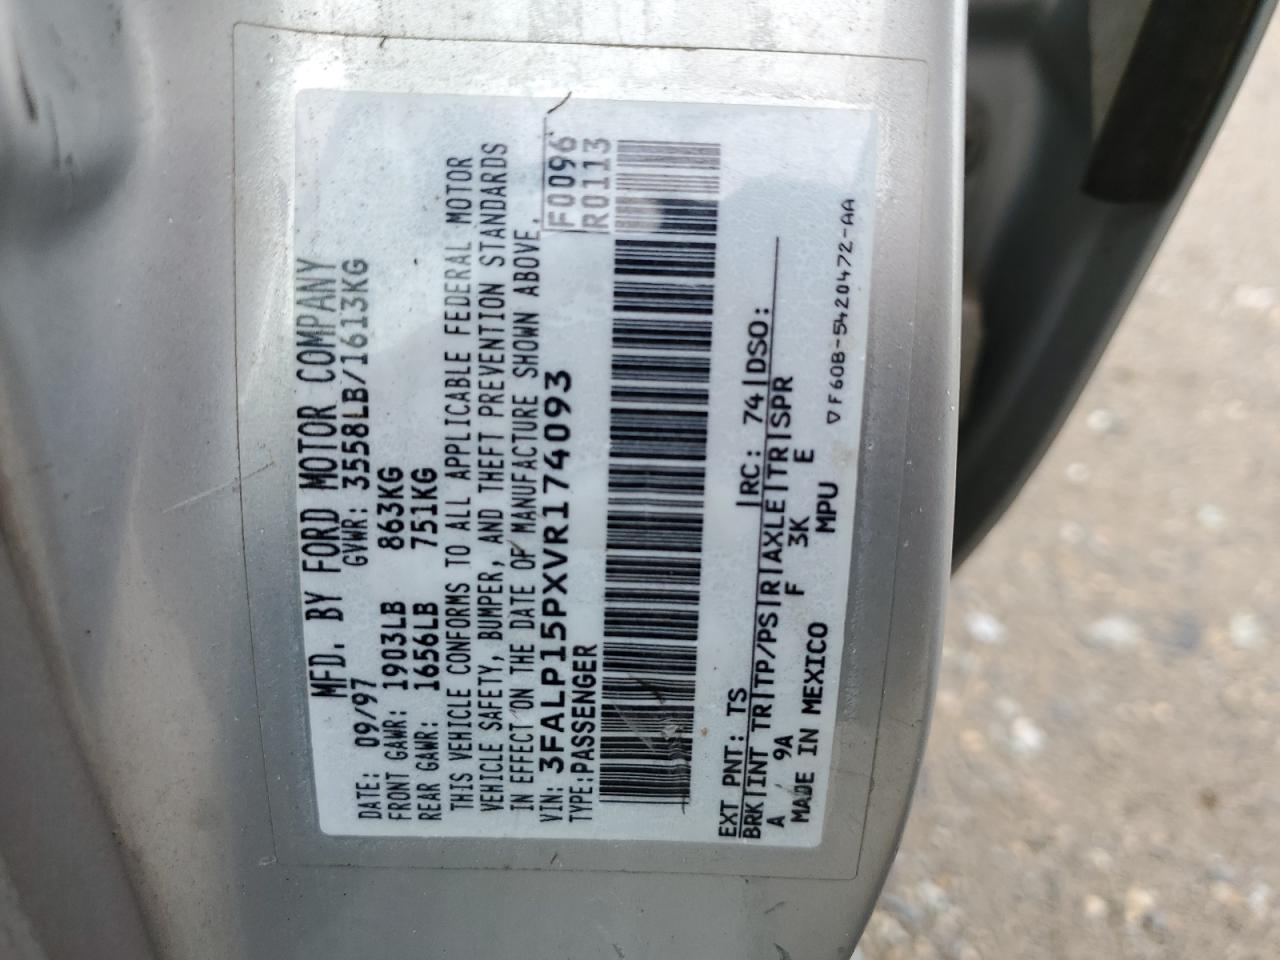 MFD. BY FORD MOTOR COMPANY
DATE: 09/97 GVWR: 3558LB/1613KG
FRONT GAWR: 1903LB 863KG
REAR GAWR: 1656LB 751KG
THIS VEHICLE CONFORMS TO ALL APPLICABLE FEDERAL MOTOR
VEHICLE SAFETY, BUMPER, AND THEFT PREVENTION STANDARDS
IN EFFECT ON THE DATE OF MANUFACTURE SHOWN ABOVE.
VIN: 3FALP15PXVR174093 F0096
TYPE: PASSENGER R0113
EXT PNT: TS RC: 74 DSO:
BRK INT TR TP/PS R AXLE TR SPR
A 9A F 3K E
MADE IN MEXICO MPU
▽F60B-5420472-AA